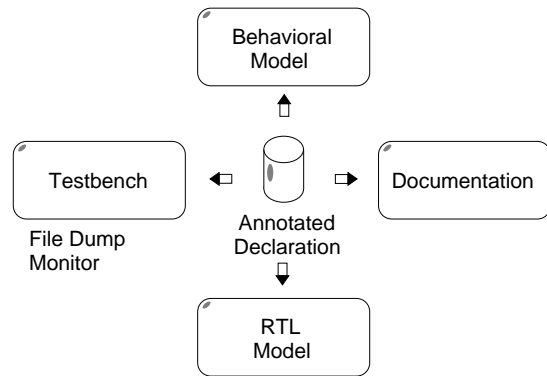 Behavioral
Model
Testbench
Documentation
File Dump
Monitor
Annotated
Declaration
RTL
Model